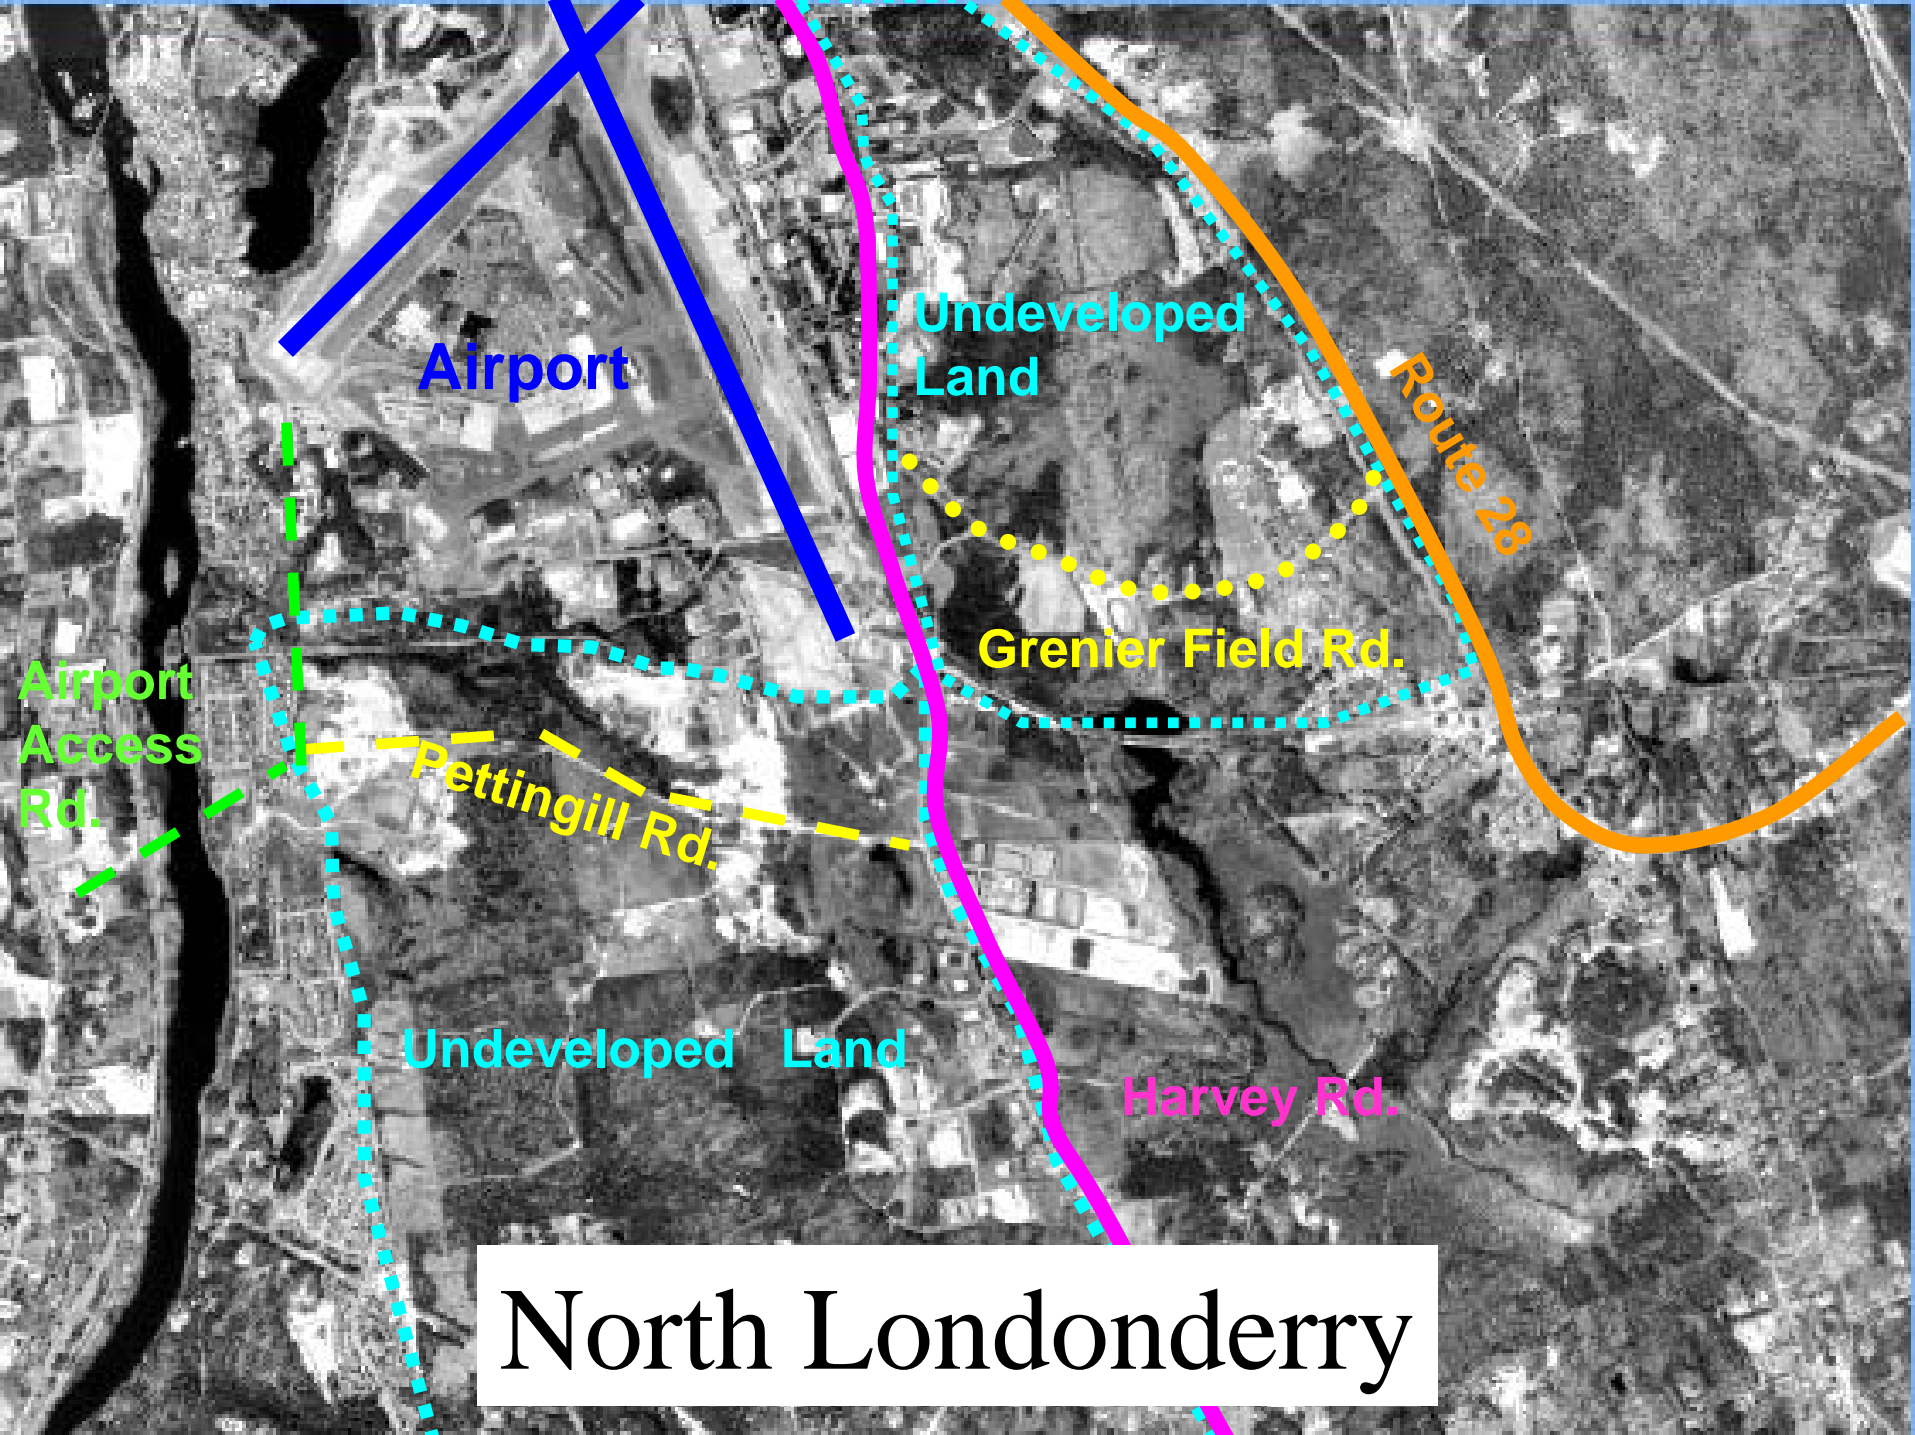 Undeveloped
Land
Airport
Route 28
Grenier Field Rd.
Airport
Access
Rd.
Pettingill Rd.
Undeveloped Land
Harvey Rd.
North Londonderry